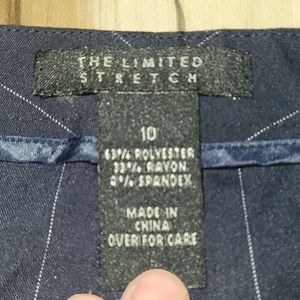 THE LIMITED
STRETCH
10
63% POLYESTER
33% RAYON
4% SPANDEX
MADE IN
CHINA
OVER FOR CARE